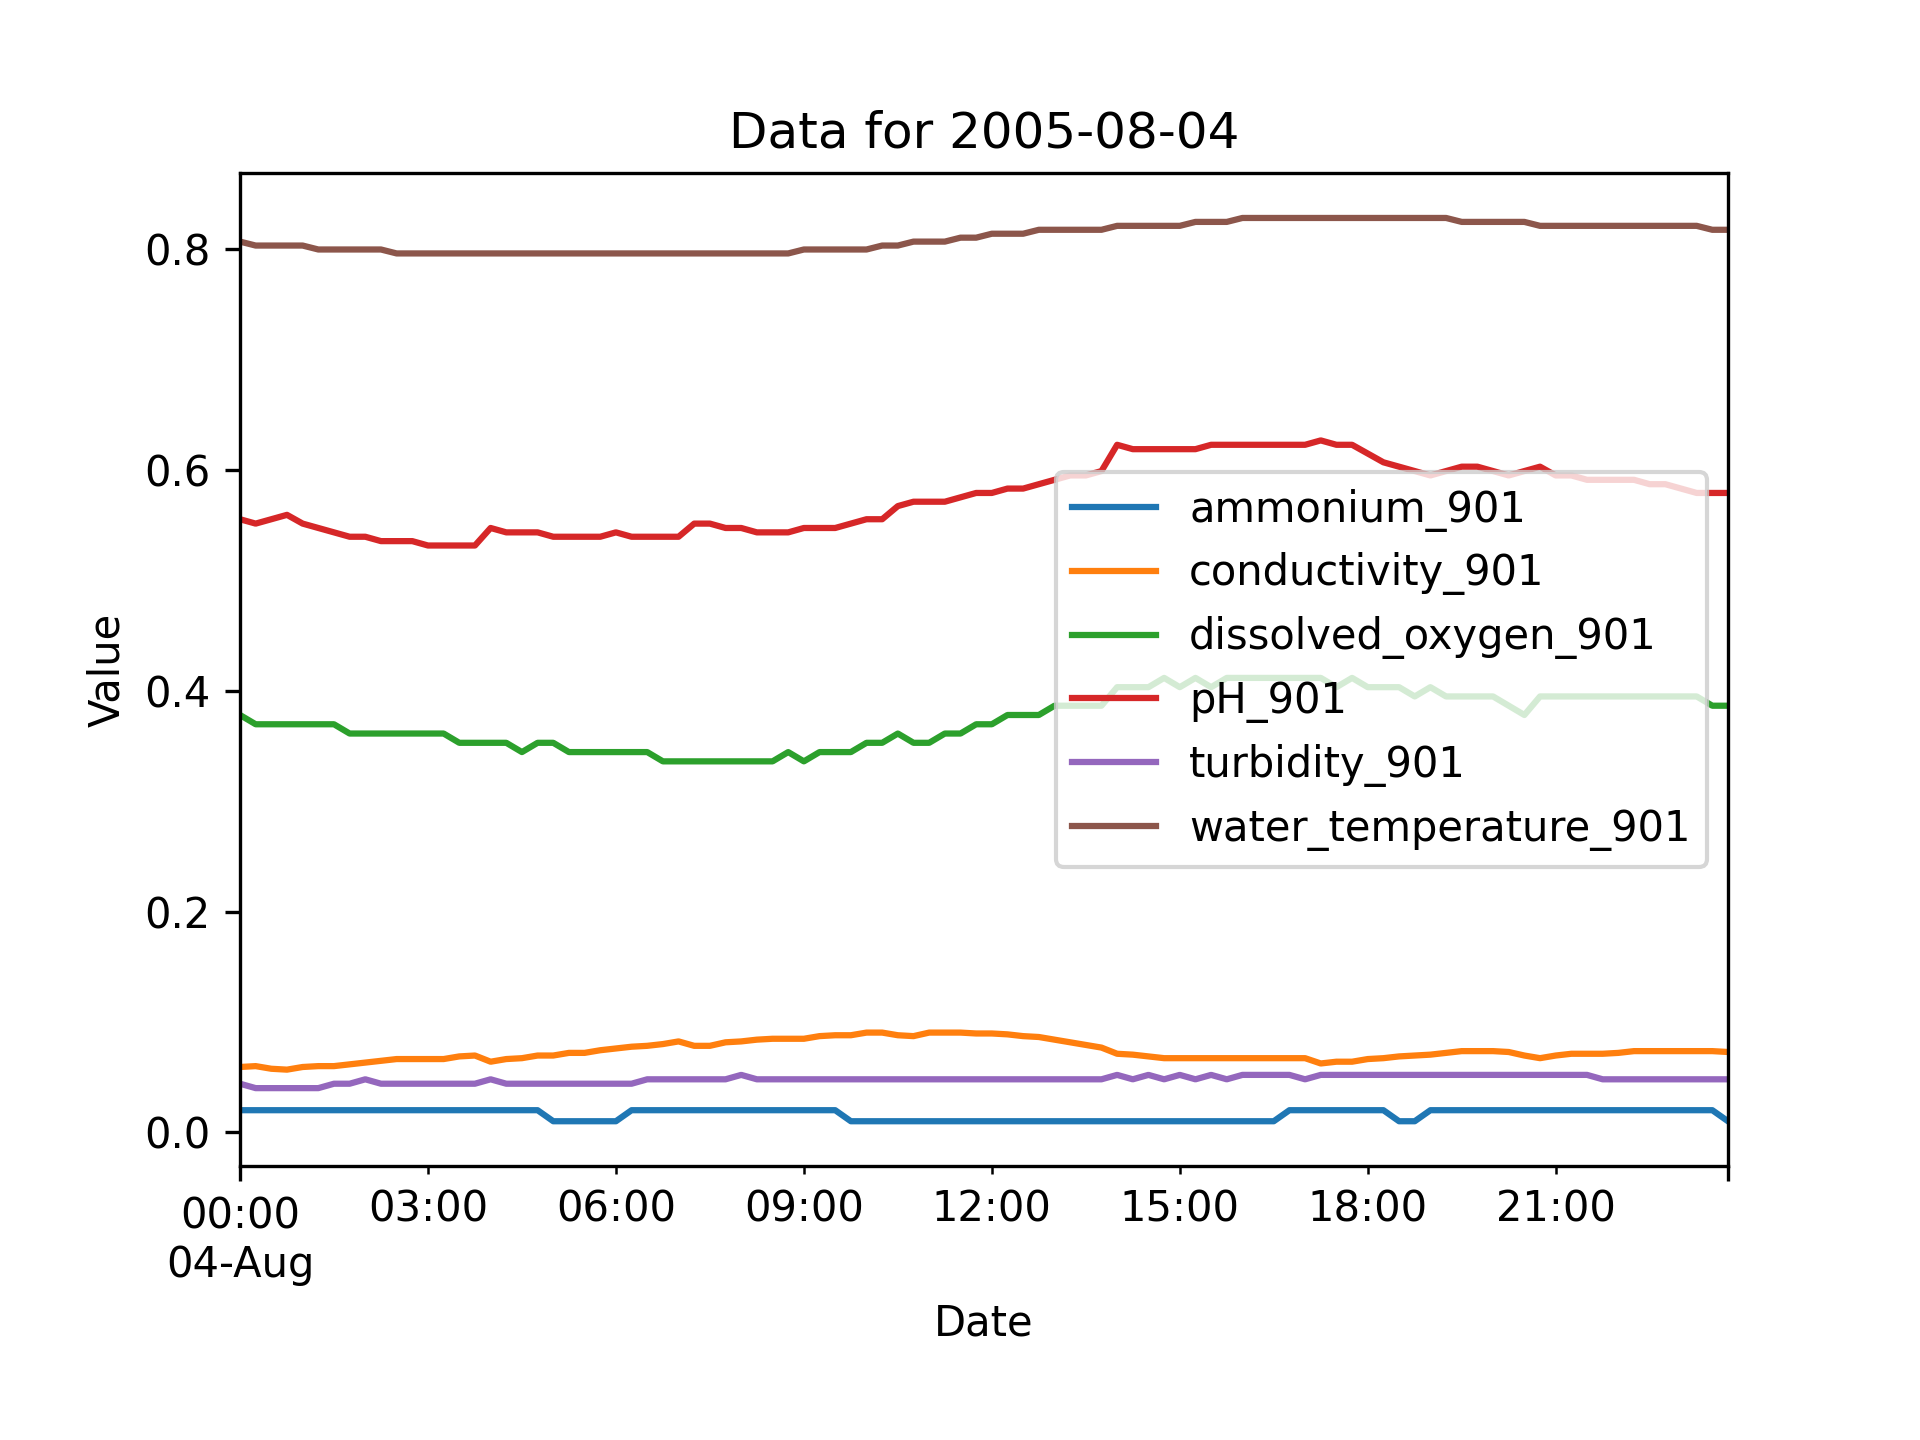 Data for 2005-08-04
Value
0.8
0.6
0.4
0.2
0.0
ammonium_901
conductivity_901
dissolved_oxygen_901
pH_901
turbidity_901
water_temperature_901
00:00 03:00 06:00 09:00 12:00 15:00 18:00 21:00
04-Aug
Date